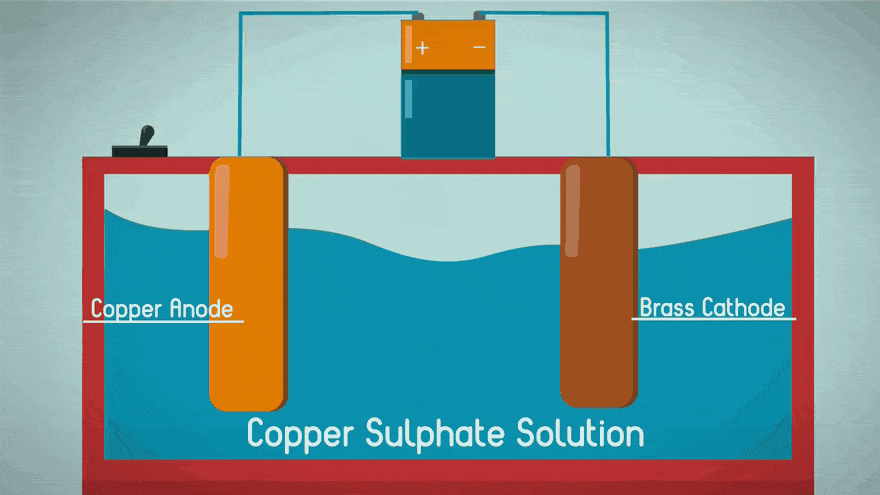 + −
Copper Anode
Brass Cathode
Copper Sulphate Solution